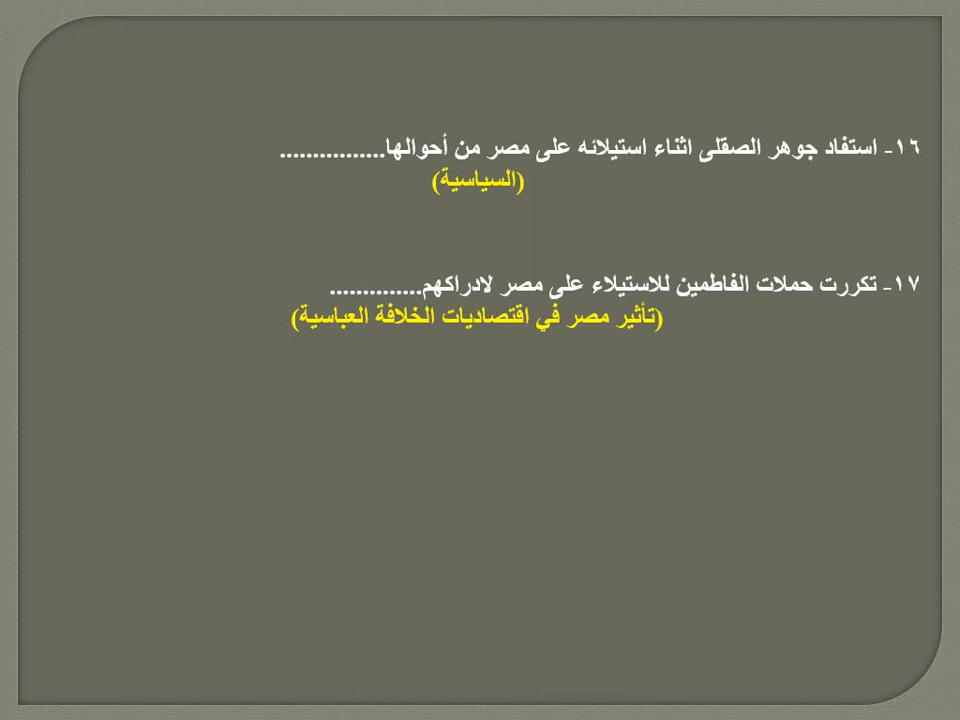 ١٦- استفاد جوهر الصقلى اثناء استيلائه على مصر من أحوالها................
(السياسية)
١٧- تكررت حملات الفاطمين للاستيلاء على مصر لادراكهم..............
(تأثير مصر في اقتصاديات الخلافة العباسية)